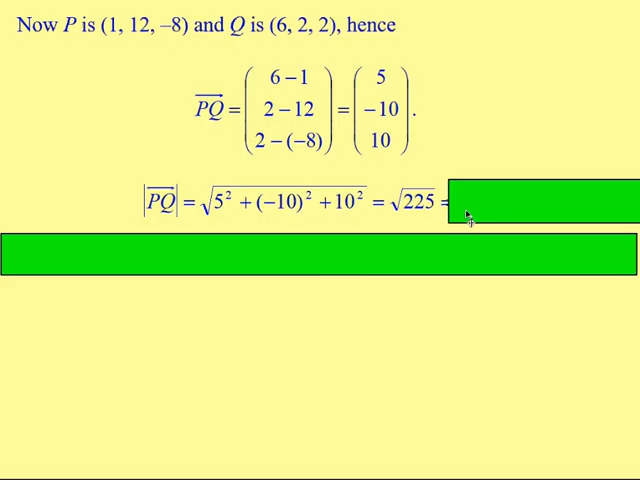 Now P is (1, 12, –8) and Q is (6, 2, 2), hence
PQ = ( 6 – 1 2 – 12 2 – (–8) ) = ( 5 –10 10 ).
|PQ| = √5² + (–10)² + 10² = √225 =